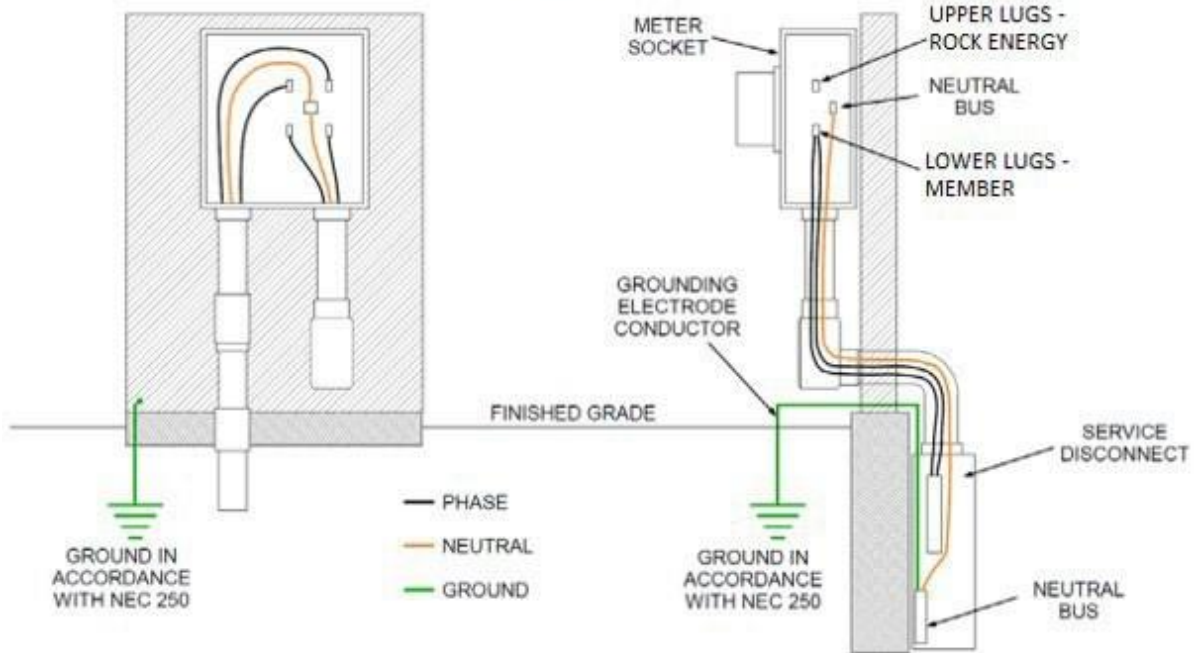 METER
SOCKET
UPPER LUGS -
ROCK ENERGY
NEUTRAL
BUS
LOWER LUGS -
MEMBER
GROUNDING
ELECTRODE
CONDUCTOR
FINISHED GRADE
SERVICE
DISCONNECT
PHASE
NEUTRAL
GROUND
GROUND IN
ACCORDANCE
WITH NEC 250
GROUND IN
ACCORDANCE
WITH NEC 250
NEUTRAL
BUS